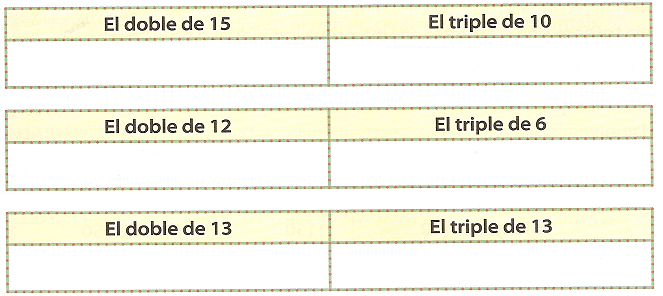 El doble de 15 El triple de 10
El doble de 12 El triple de 6
El doble de 13 El triple de 13